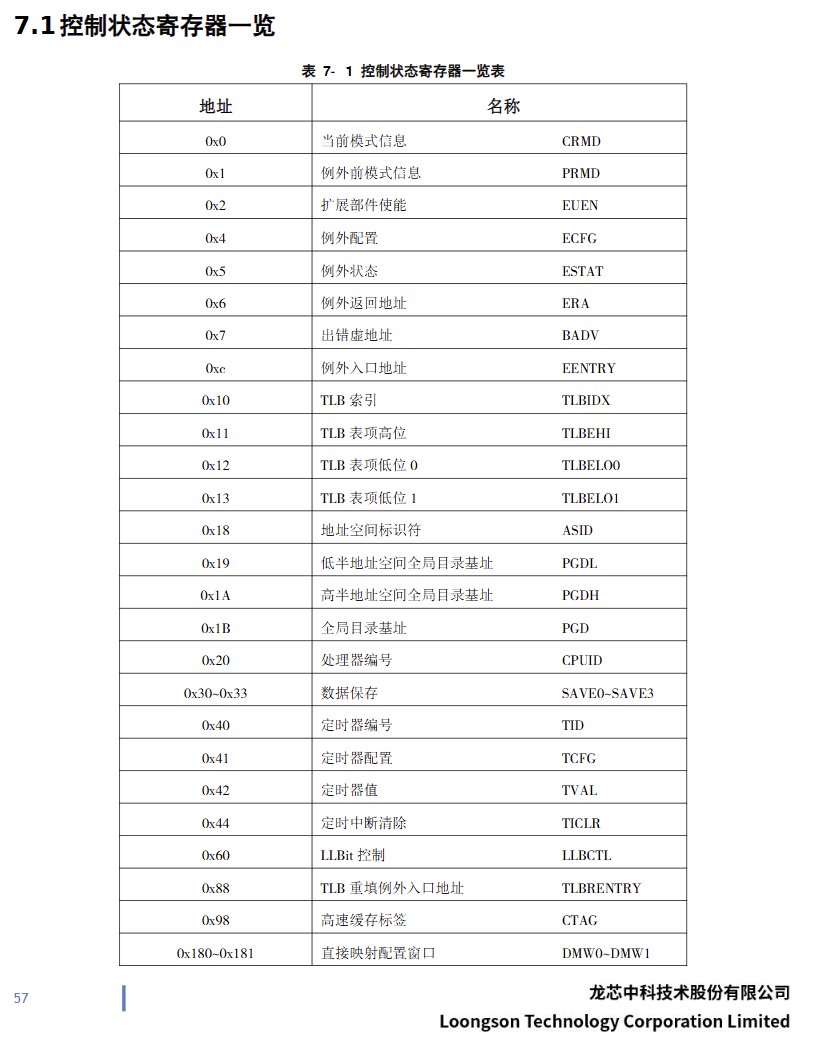 7.1控制状态寄存器一览
表 7- 1 控制状态寄存器一览表
地址 名称
0x0 当前模式信息 CRMD
0x1 例外前模式信息 PRMD
0x2 扩展部件使能 EUEN
0x4 例外配置 ECFG
0x5 例外状态 ESTAT
0x6 例外返回地址 ERA
0x7 出错虚地址 BADV
0xc 例外入口地址 EENTRY
0x10 TLB 索引 TLBIDX
0x11 TLB 表项高位 TLBEHI
0x12 TLB 表项低位 0 TLBELO0
0x13 TLB 表项低位 1 TLBELO1
0x18 地址空间标识符 ASID
0x19 低半地址空间全局目录基址 PGDL
0x1A 高半地址空间全局目录基址 PGDH
0x1B 全局目录基址 PGD
0x20 处理器编号 CPUID
0x30~0x33 数据保存 SAVE0~SAVE3
0x40 定时器编号 TID
0x41 定时器配置 TCFG
0x42 定时器值 TVAL
0x44 定时中断清除 TICLR
0x60 LLBit 控制 LLBCTL
0x88 TLB 重填例外入口地址 TLBRENTRY
0x98 高速缓存标签 CTAG
0x180~0x181 直接映射配置窗口 DMW0~DMW1
57
龙芯中科技术股份有限公司
Loongson Technology Corporation Limited